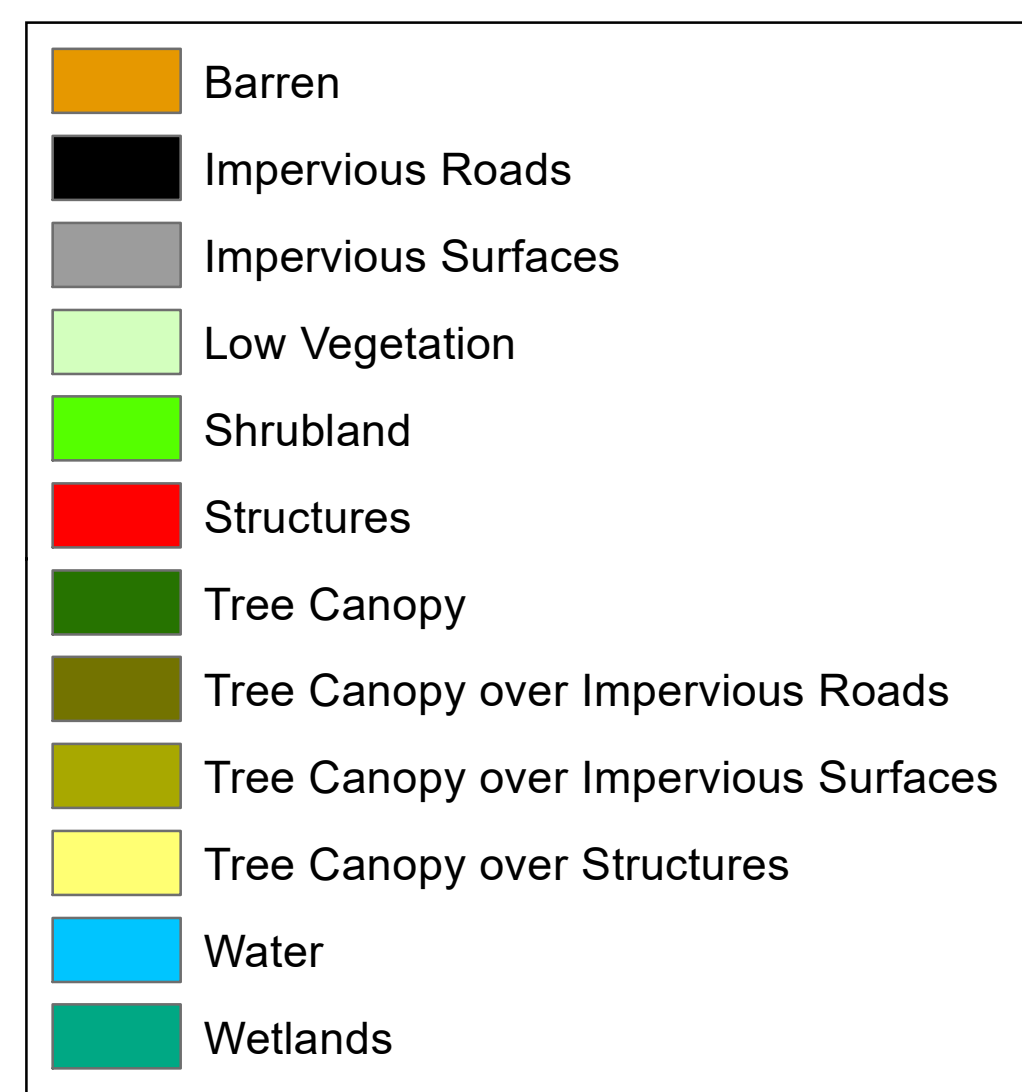 Barren
Impervious Roads
Impervious Surfaces
Low Vegetation
Shrubland
Structures
Tree Canopy
Tree Canopy over Impervious Roads
Tree Canopy over Impervious Surfaces
Tree Canopy over Structures
Water
Wetlands